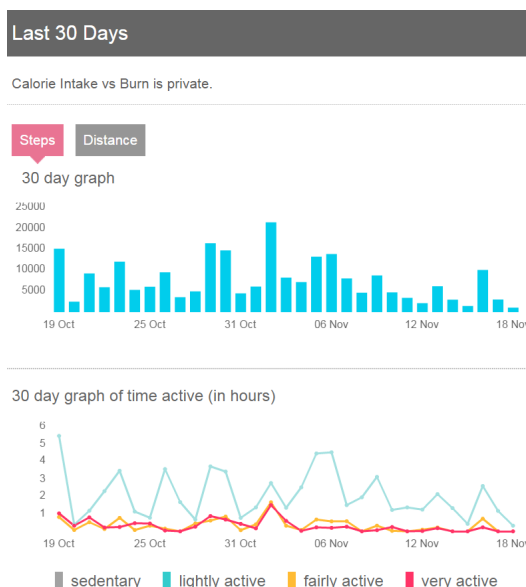 Last 30 Days
Calorie Intake vs Burn is private.
Steps Distance
30 day graph
25000
20000
15000
10000
5000
19 Oct 25 Oct 31 Oct 06 Nov 12 Nov 18 Nov
30 day graph of time active (in hours)
6
5
4
3
2
1
19 Oct 25 Oct 31 Oct 06 Nov 12 Nov 18 Nov
sedentary lightly active fairly active very active